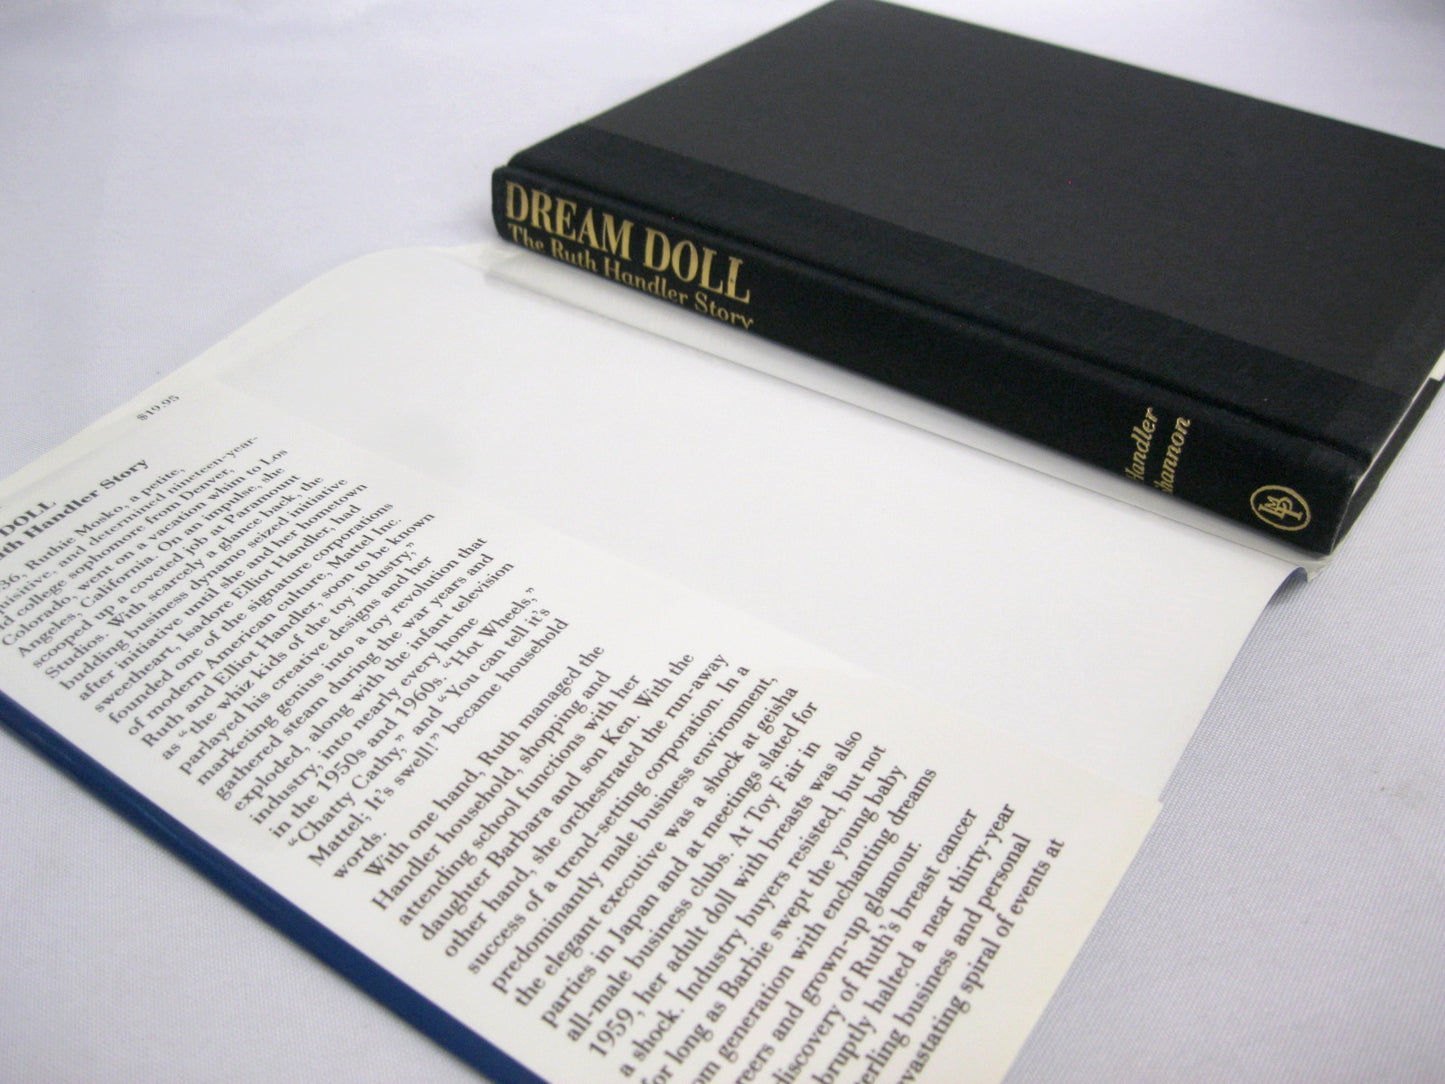 DREAM DOLL
The Ruth Handler Story
Handler
Shannon
LMP
$19.95
DOLL
Handler Story
36, Ruthie Mosko, a petite,
and determined nineteen-year-
college sophomore from Denver,
Colorado, went on a vacation whim to Los
Angeles, California. On an impulse, she
scooped up a coveted job at Paramount
Studios. With scarcely a glance back, the
budding business dynamo seized initiative
after initiative until she and her hometown
sweetheart, Isadore Elliot Handler, had
founded one of the signature corporations
of modern American culture, Mattel Inc.
Ruth and Elliot Handler, soon to be known
as “the whiz kids of the toy industry,”
parlayed his creative designs and her
marketing genius into a toy revolution that
gathered steam during the war years and
exploded, along with the infant television
industry, into nearly every home
in the 1950s and 1960s. “Hot Wheels,”
“Chatty Cathy,” and “You can tell it’s
Mattel; It’s swell!” became household
words.
With one hand, Ruth managed the
Handler household, shopping and
attending school functions with her
daughter Barbara and son Ken. With the
other hand, she orchestrated the run-away
success of a trend-setting corporation. In a
predominantly male business environment,
the elegant executive was a shock at geisha
parties in Japan and at meetings slated for
all-male business clubs. At Toy Fair in
1959, her adult doll with breasts was also
a shock. Industry buyers resisted, but not
for long as Barbie swept the young baby
generation with enchanting dreams
and grown-up glamour.
discovery of Ruth’s breast cancer
halted a near thirty-year
business and personal
spiral of events at